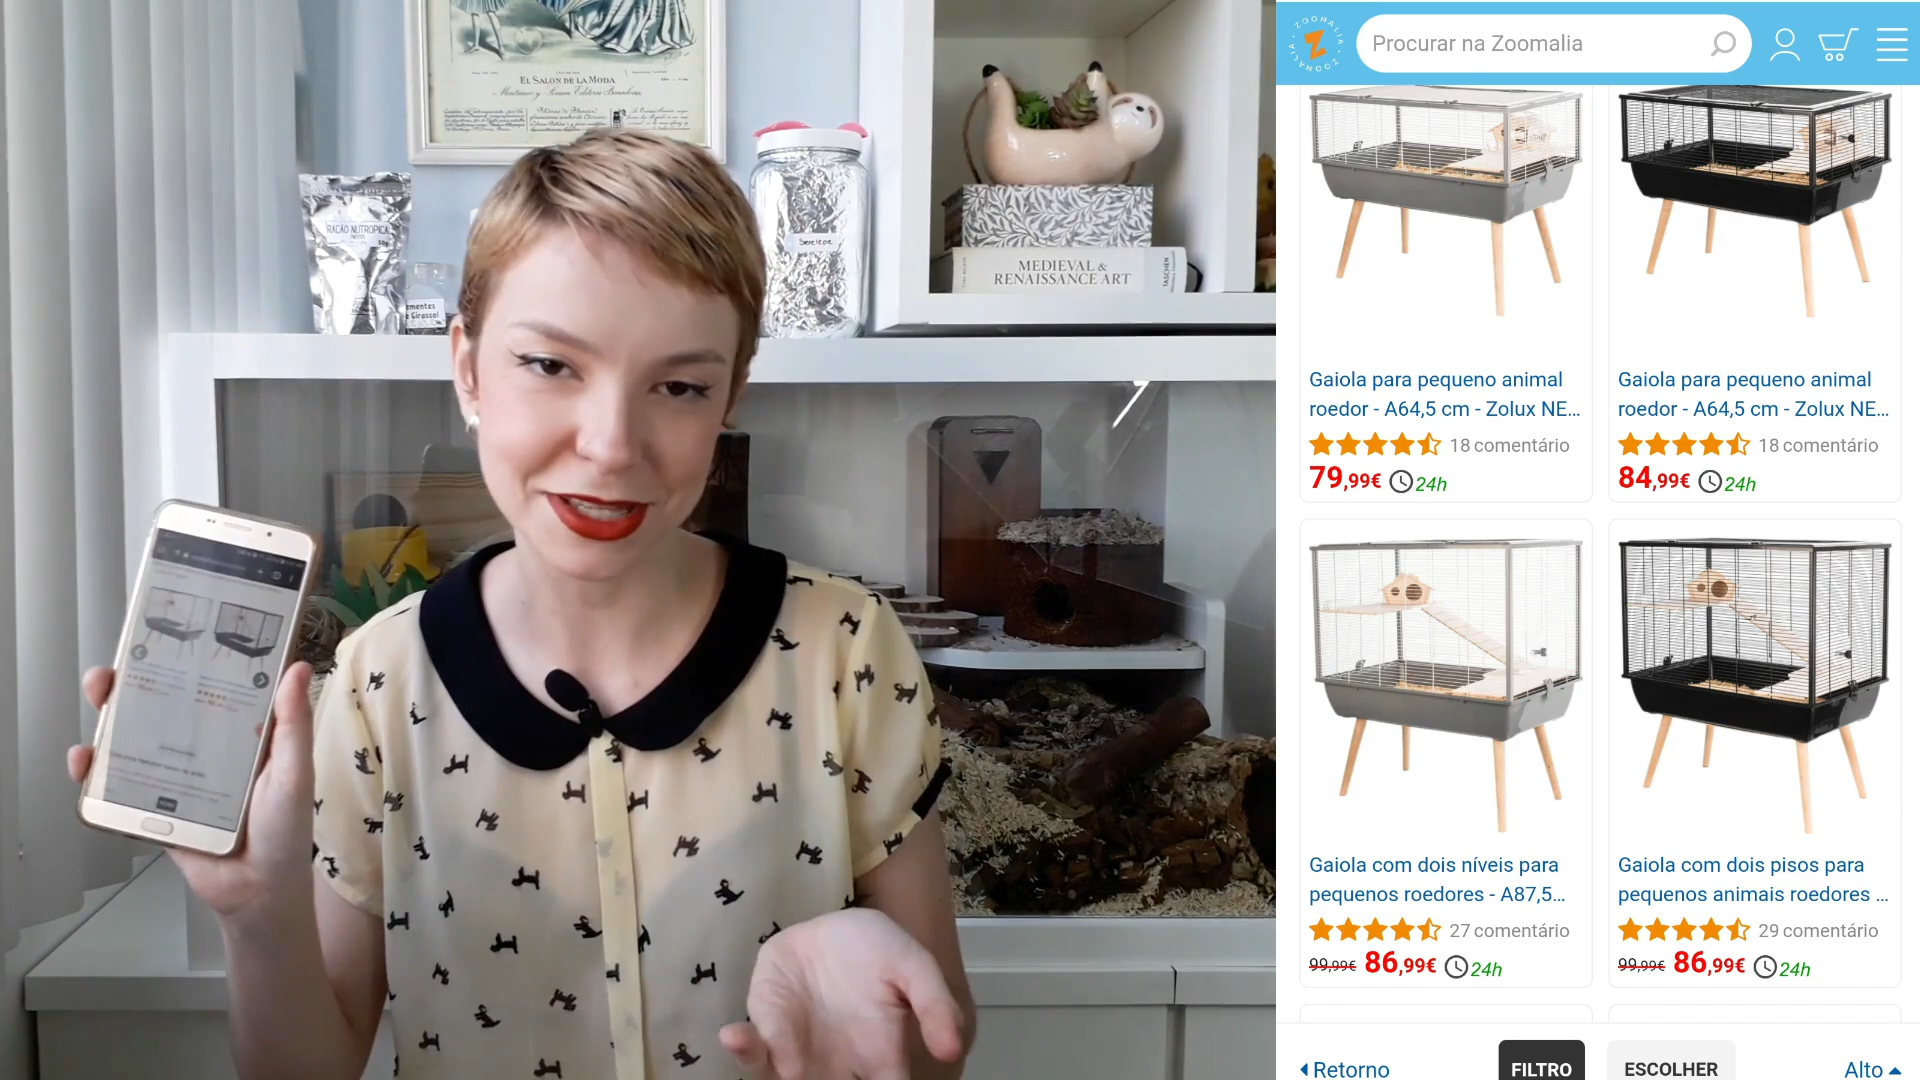 EL SALON DE LA MODA
RAÇÃO NUTRÓPICA
Serelepe
ementes
e Girassol
MEDIEVAL &
RENAISSANCE ART
TASCHEN
ZOOMALIA
Procurar na Zoomalia
Gaiola para pequeno animal
roedor - A64,5 cm - Zolux NE...
18 comentário
79,99€ 24h
Gaiola para pequeno animal
roedor - A64,5 cm - Zolux NE...
18 comentário
84,99€ 24h
Gaiola com dois níveis para
pequenos roedores - A87,5...
27 comentário
99,99€ 86,99€ 24h
Gaiola com dois pisos para
pequenos animais roedores ...
29 comentário
99,99€ 86,99€ 24h
Retorno
FILTRO
ESCOLHER
Alto